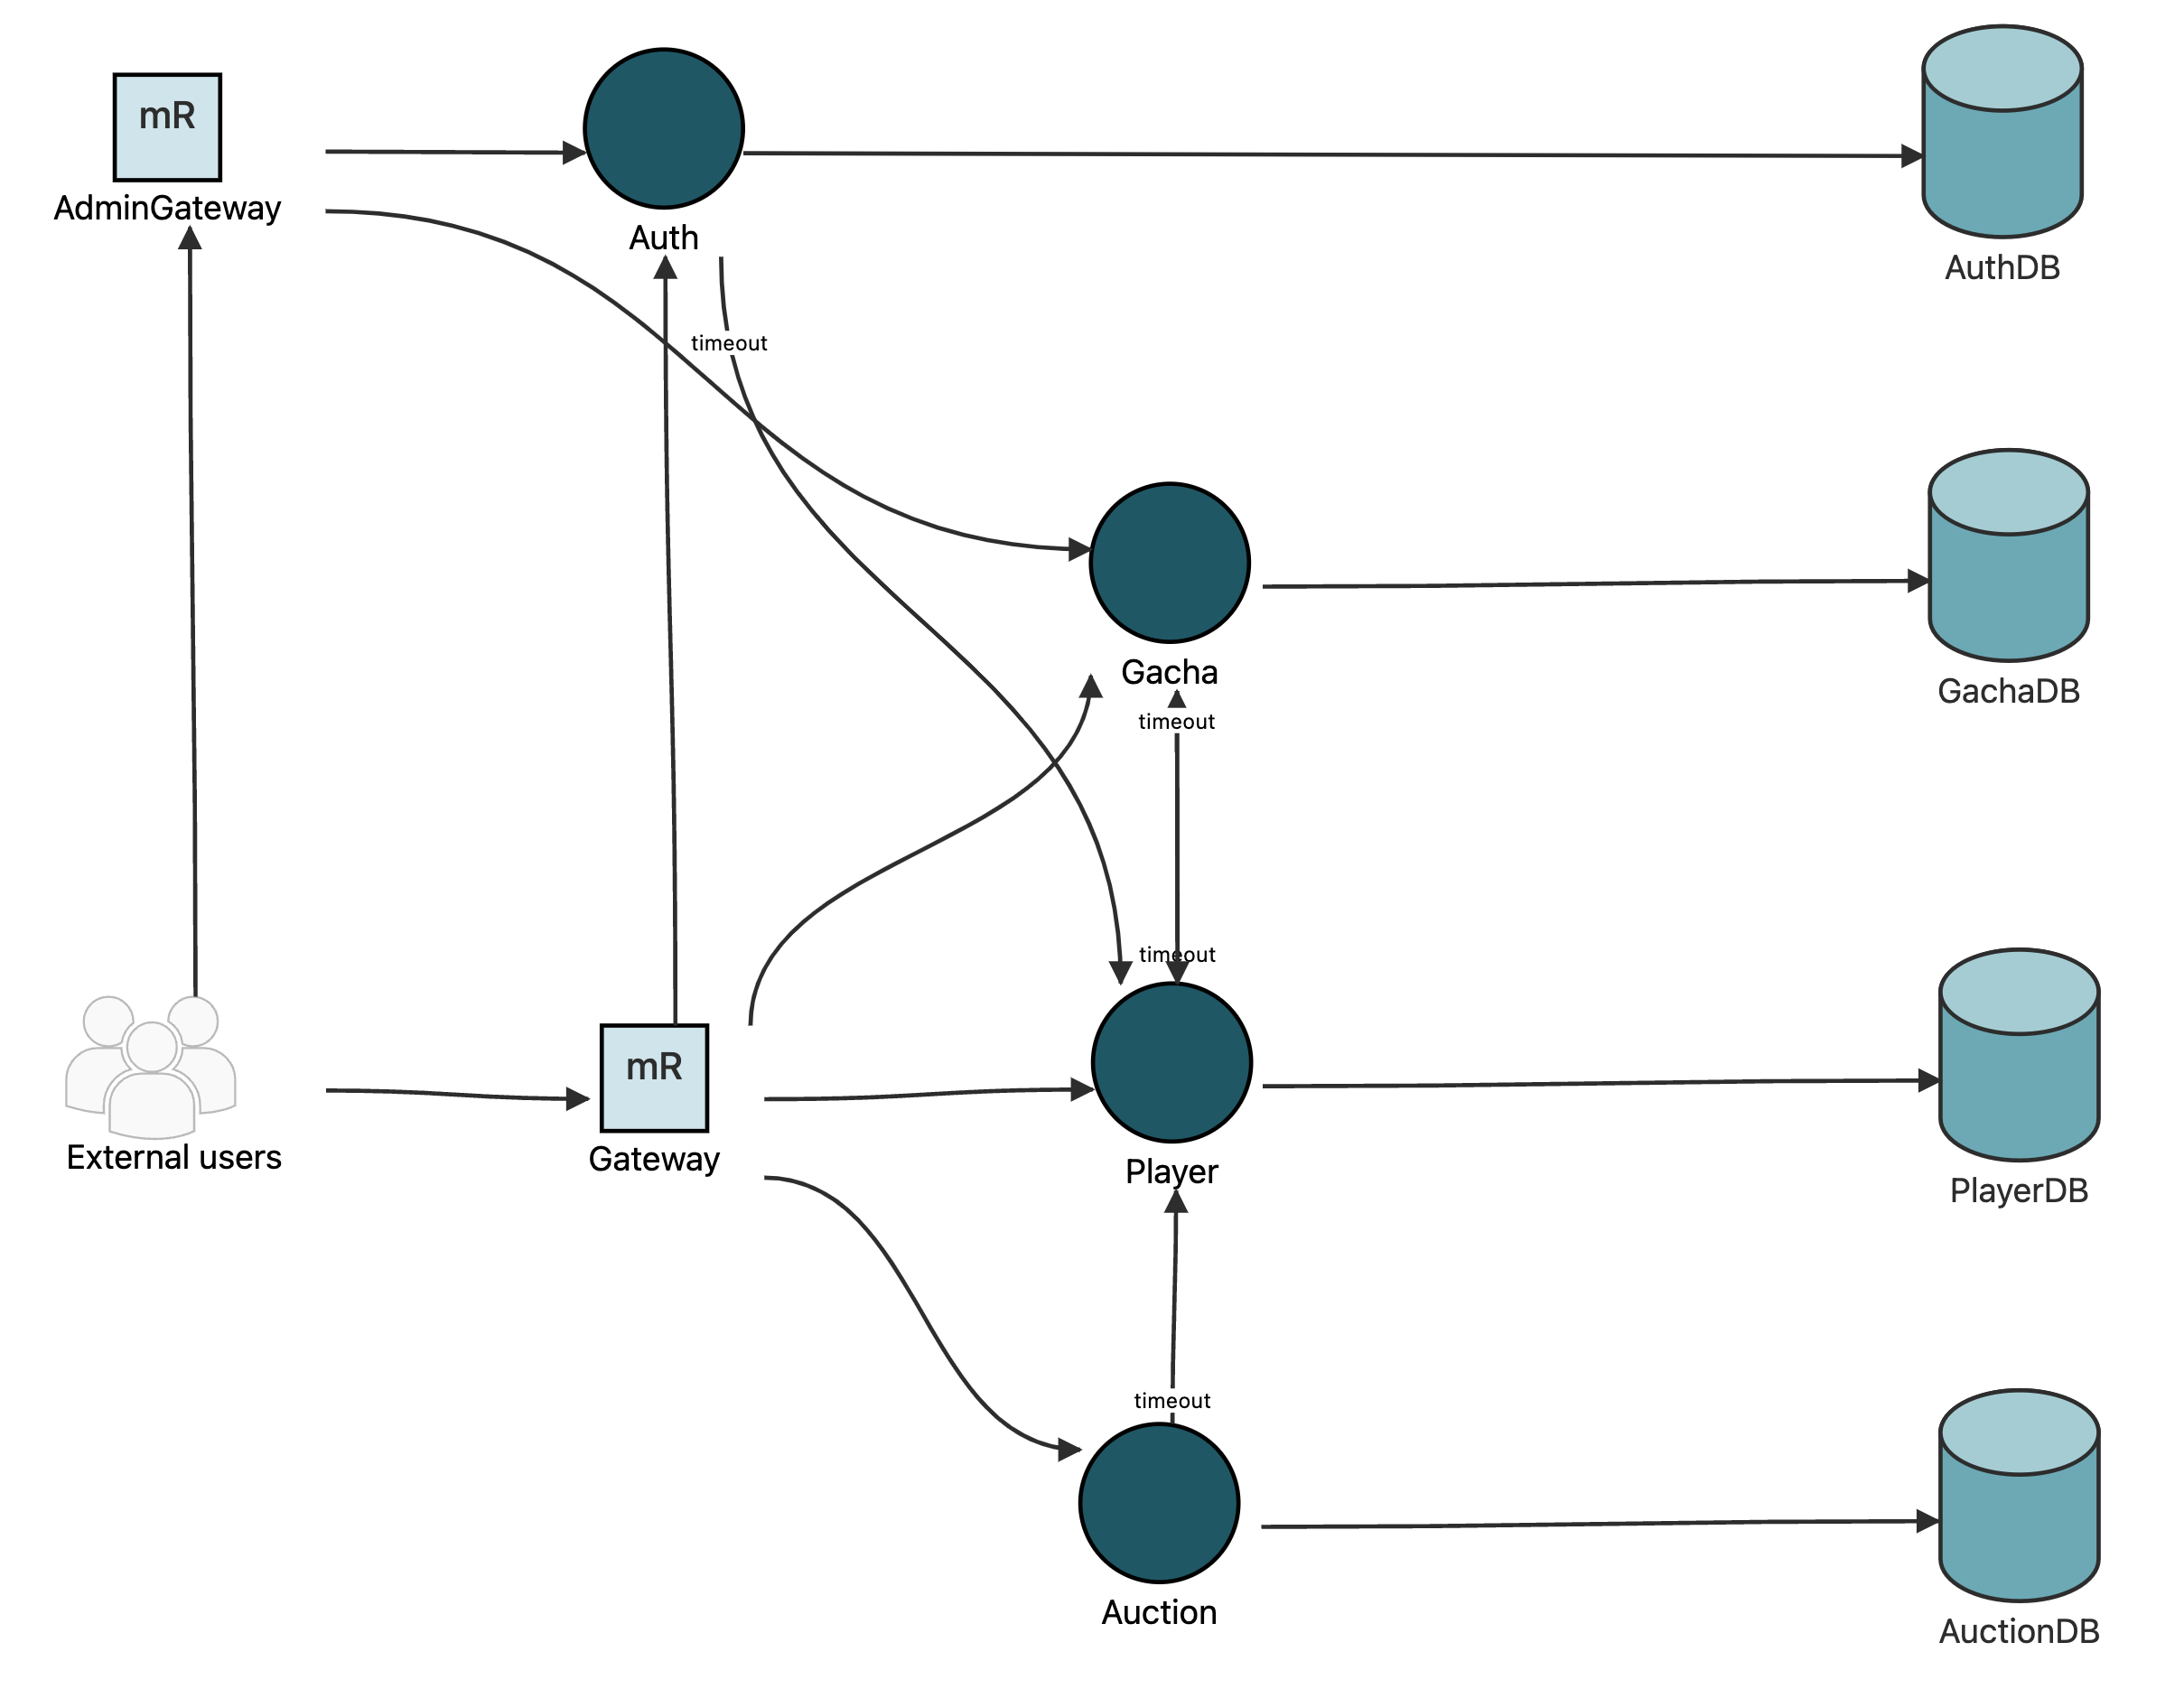 mR
AdminGateway
Auth
AuthDB
timeout
Gacha
timeout
GachaDB
timeout
mR
Gateway
External users
Player
PlayerDB
timeout
Auction
AuctionDB